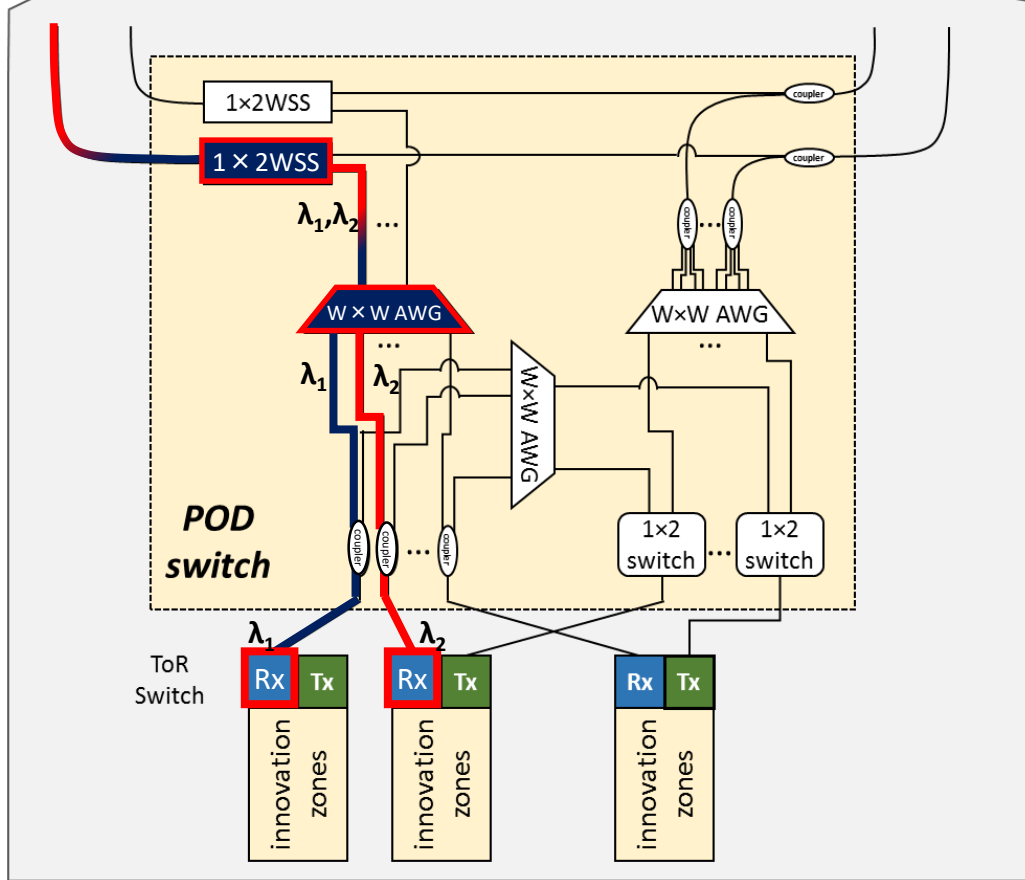 1×2WSS
coupler
1 × 2WSS
coupler
λ1,λ2
...
coupler
...
coupler
W × W AWG
W×W AWG
...
...
λ1
λ2
W×W AWG
POD
switch
coupler
coupler
...
coupler
1×2
switch
...
1×2
switch
λ1
λ2
ToR
Switch
Rx
Tx
Rx
Tx
Rx
Tx
innovation
zones
innovation
zones
innovation
zones